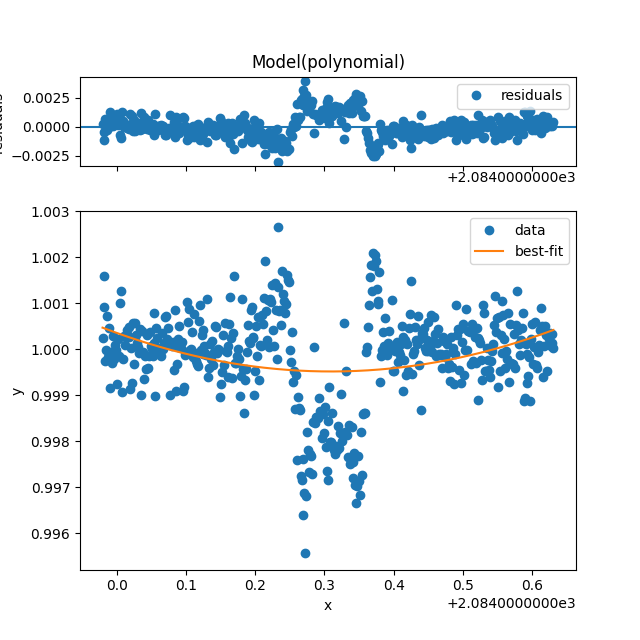 Model(polynomial)
0.0025
0.0000
−0.0025
residuals
+2.0840000000e3
1.003
1.002
1.001
1.000
0.999
0.998
0.997
0.996
data
best-fit
y
0.0 0.1 0.2 0.3 0.4 0.5 0.6
x
+2.0840000000e3